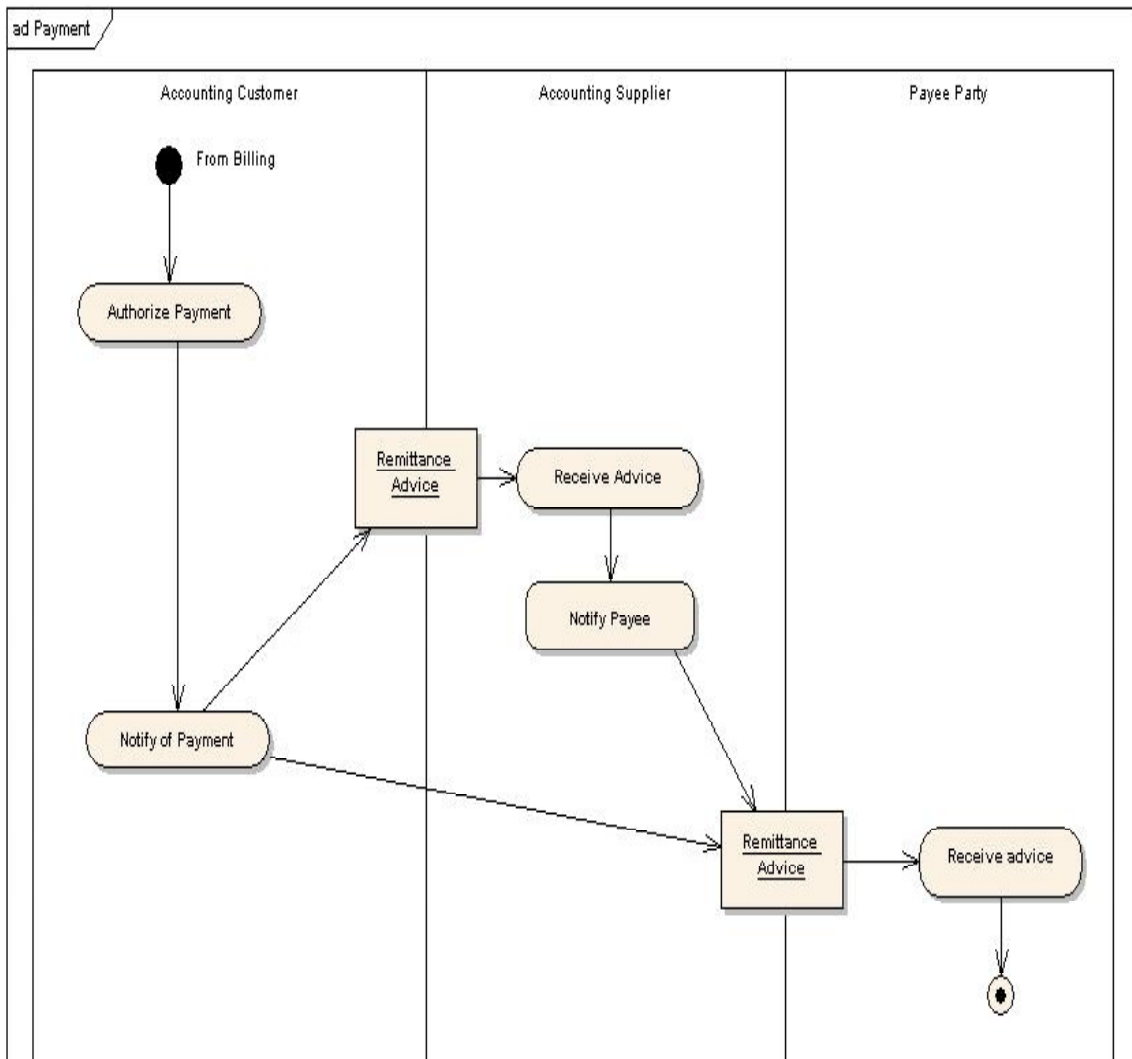 ad Payment
Accounting Customer
Accounting Supplier
Payee Party
From Billing
Authorize Payment
Remittance
Advice
Receive Advice
Notify Payee
Notify of Payment
Remittance
Advice
Receive advice